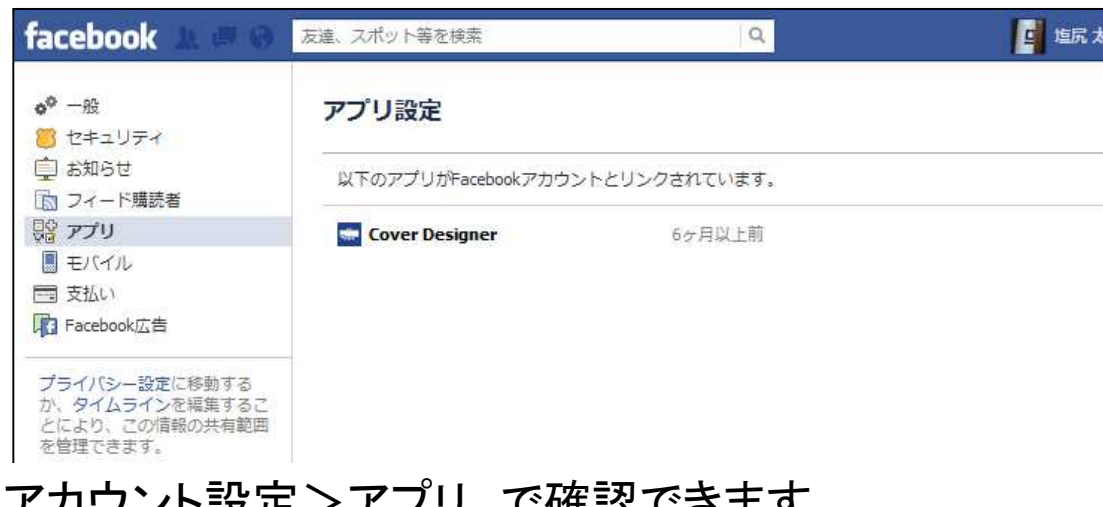 facebook
友達、スポット等を検索
塩尻 太
一般
セキュリティ
お知らせ
フィード購読者
アプリ
モバイル
支払い
Facebook広告
プライバシー設定に移動する
か、タイムラインを編集するこ
とにより、この情報の共有範囲
を管理できます。
アプリ設定
以下のアプリがFacebookアカウントとリンクされています。
Cover Designer
6ヶ月以上前
アカウント設定＞アプリ で確認できます